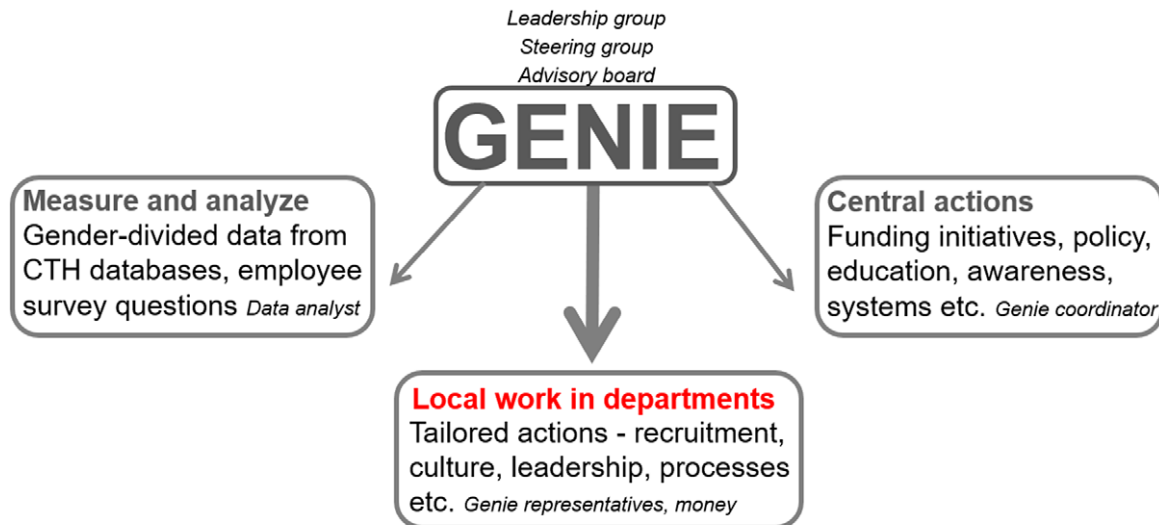 Leadership group
Steering group
Advisory board
GENIE
Measure and analyze
Gender-divided data from
CTH databases, employee
survey questions Data analyst
Central actions
Funding initiatives, policy,
education, awareness,
systems etc. Genie coordinator
Local work in departments
Tailored actions - recruitment,
culture, leadership, processes
etc. Genie representatives, money